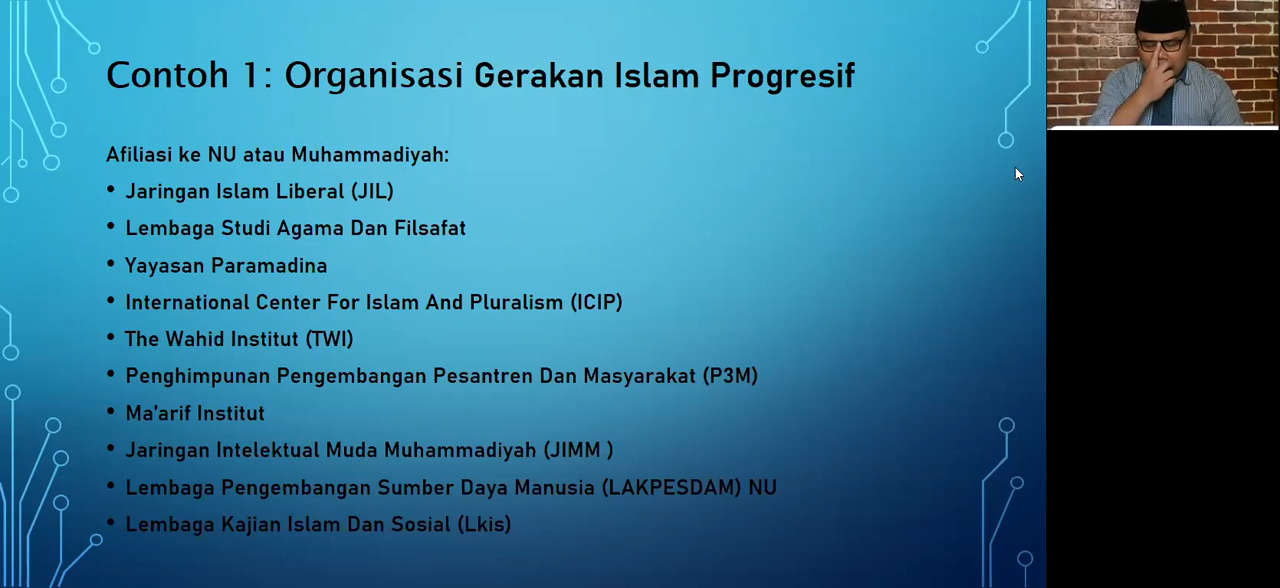 Contoh 1: Organisasi Gerakan Islam Progresif
Afiliasi ke NU atau Muhammadiyah:
• Jaringan Islam Liberal (JIL)
• Lembaga Studi Agama Dan Filsafat
• Yayasan Paramadina
• International Center For Islam And Pluralism (ICIP)
• The Wahid Institut (TWI)
• Penghimpunan Pengembangan Pesantren Dan Masyarakat (P3M)
• Ma'arif Institut
• Jaringan Intelektual Muda Muhammadiyah (JIMM )
• Lembaga Pengembangan Sumber Daya Manusia (LAKPESDAM) NU
• Lembaga Kajian Islam Dan Sosial (Lkis)